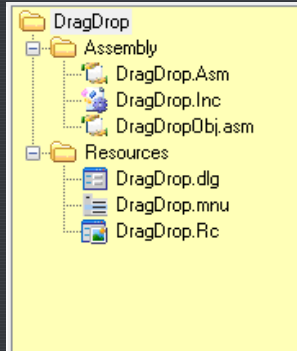 DragDrop
Assembly
DragDrop.Asm
DragDrop.Inc
DragDropObj.asm
Resources
DragDrop.dlg
DragDrop.mnu
DragDrop.Rc